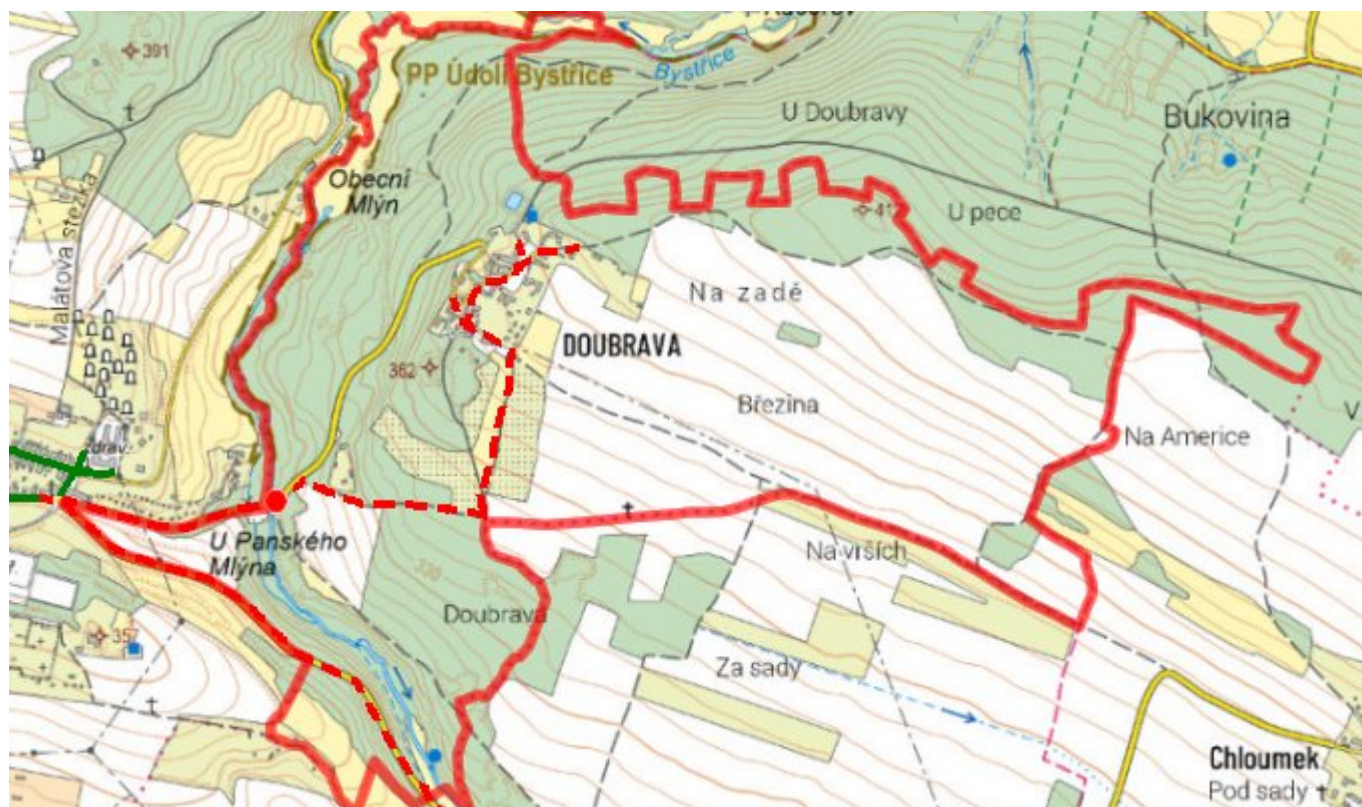 391
PP Údolí Bystřice
Bystřice
U Doubravy
Bukovina
Obecní
Mlýn
U pece
Malátova stezka
Na zadě
DOUBRAVA
362
Březina
Na Americe
zdrav.
U Panského
Mlýna
Na vrších
Doubrava
357
Za sady
Chloumek
Pod sady